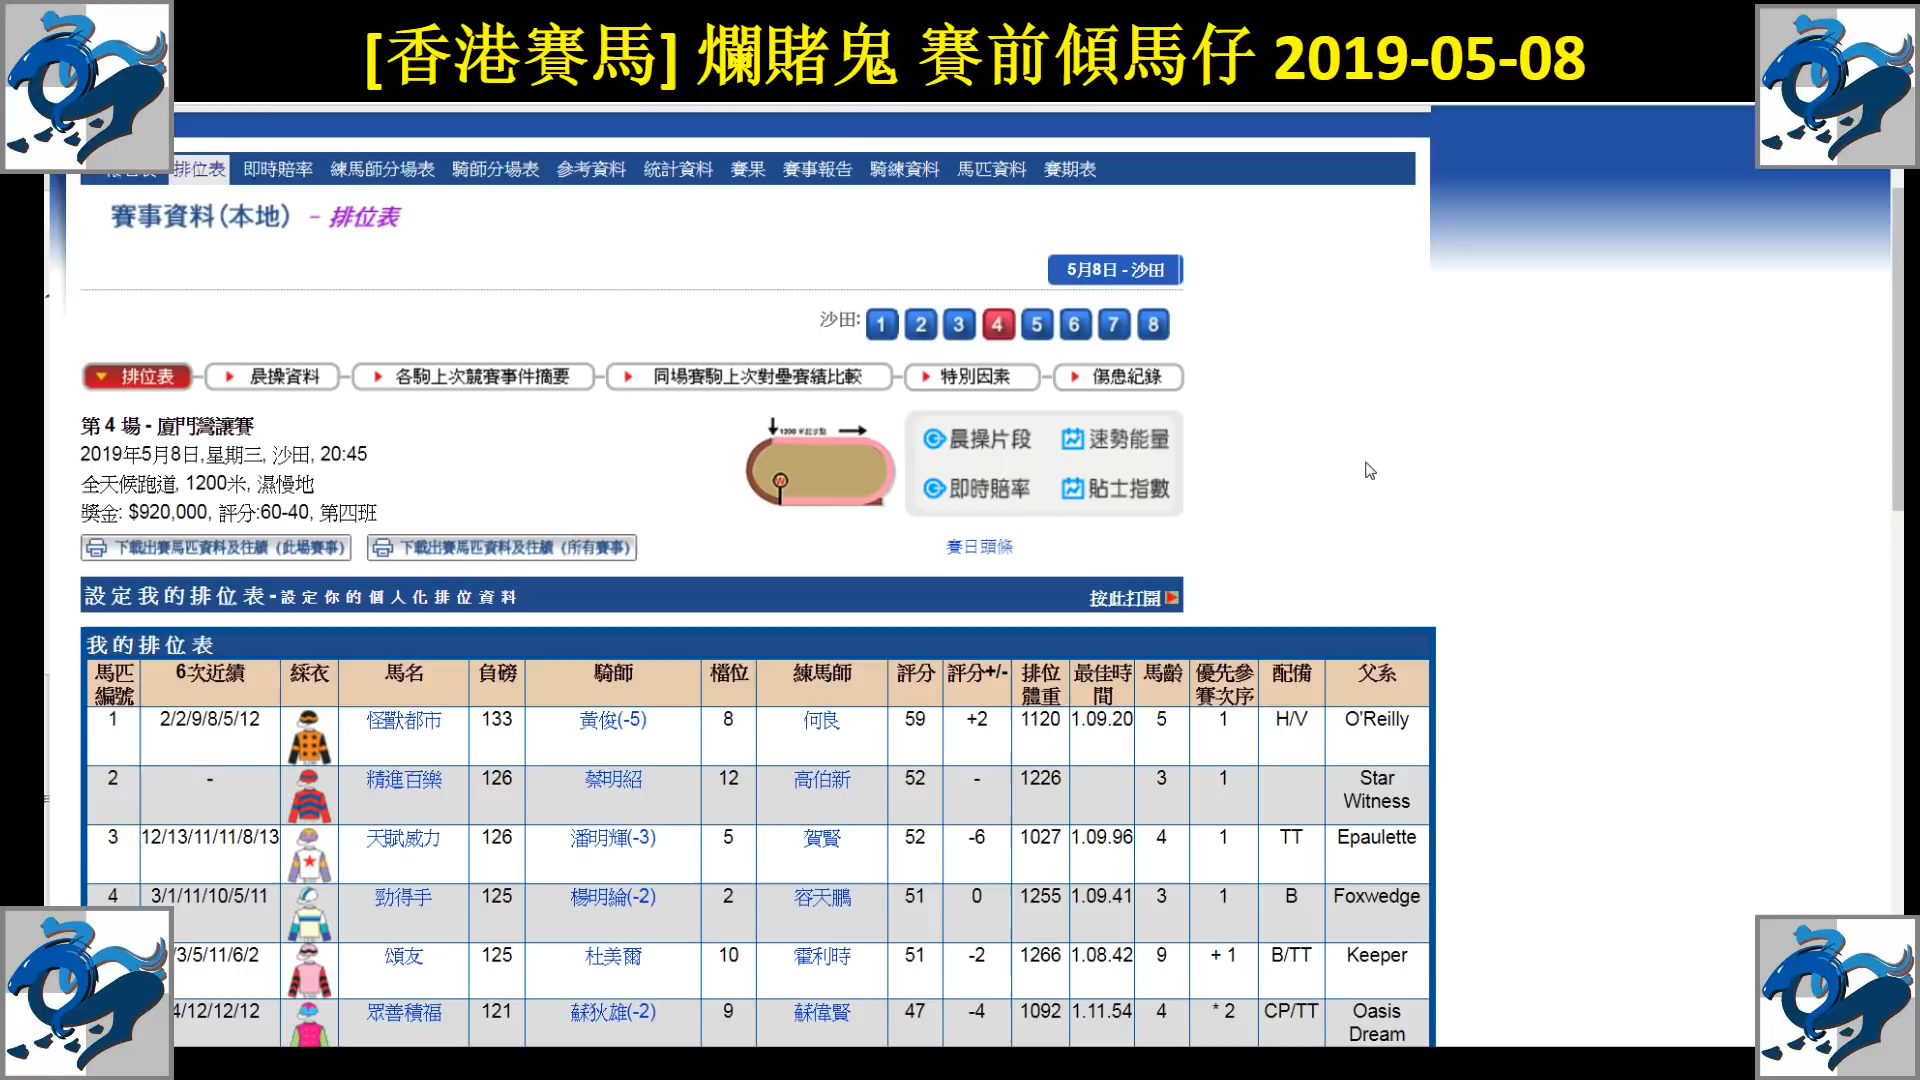 [香港賽馬] 爛賭鬼 賽前傾馬仔 2019-05-08
排位表 即時賠率 練馬師分場表 騎師分場表 參考資料 統計資料 賽果 賽事報告 騎練資料 馬匹資料 賽期表
賽事資料(本地) - 排位表
5月8日 - 沙田
沙田: 1 2 3 4 5 6 7 8
排位表 晨操資料 各駒上次競賽事件摘要 同場賽駒上次對壘賽績比較 特別因素 傷患紀錄
第 4 場 - 廈門灣讓賽
2019年5月8日,星期三, 沙田, 20:45
全天候跑道, 1200米, 濕慢地
獎金: $920,000, 評分:60-40, 第四班
晨操片段 速勢能量
即時賠率 貼士指數
下載出賽馬匹資料及往績 (此場賽事) 下載出賽馬匹資料及往績 (所有賽事) 賽日頭條
設定我的排位表-設定你的個人化排位資料 按此打開
我的排位表
馬匹編號 6次近績 綵衣 馬名 負磅 騎師 檔位 練馬師 評分 評分+/- 排位體重 最佳時間 馬齡 優先參賽次序 配備 父系
1 2/2/9/8/5/12 怪獸都市 133 黃俊(-5) 8 何良 59 +2 1120 1.09.20 5 1 H/V O'Reilly
2 - 精進百樂 126 蔡明紹 12 高伯新 52 - 1226 3 1 Star Witness
3 12/13/11/11/8/13 天賦威力 126 潘明輝(-3) 5 賀賢 52 -6 1027 1.09.96 4 1 TT Epaulette
4 3/1/11/10/5/11 勁得手 125 楊明綸(-2) 2 容天鵬 51 0 1255 1.09.41 3 1 B Foxwedge
/3/5/11/6/2 頌友 125 杜美爾 10 霍利時 51 -2 1266 1.08.42 9 + 1 B/TT Keeper
4/12/12/12 眾善積福 121 蘇狄雄(-2) 9 蘇偉賢 47 -4 1092 1.11.54 4 * 2 CP/TT Oasis Dream